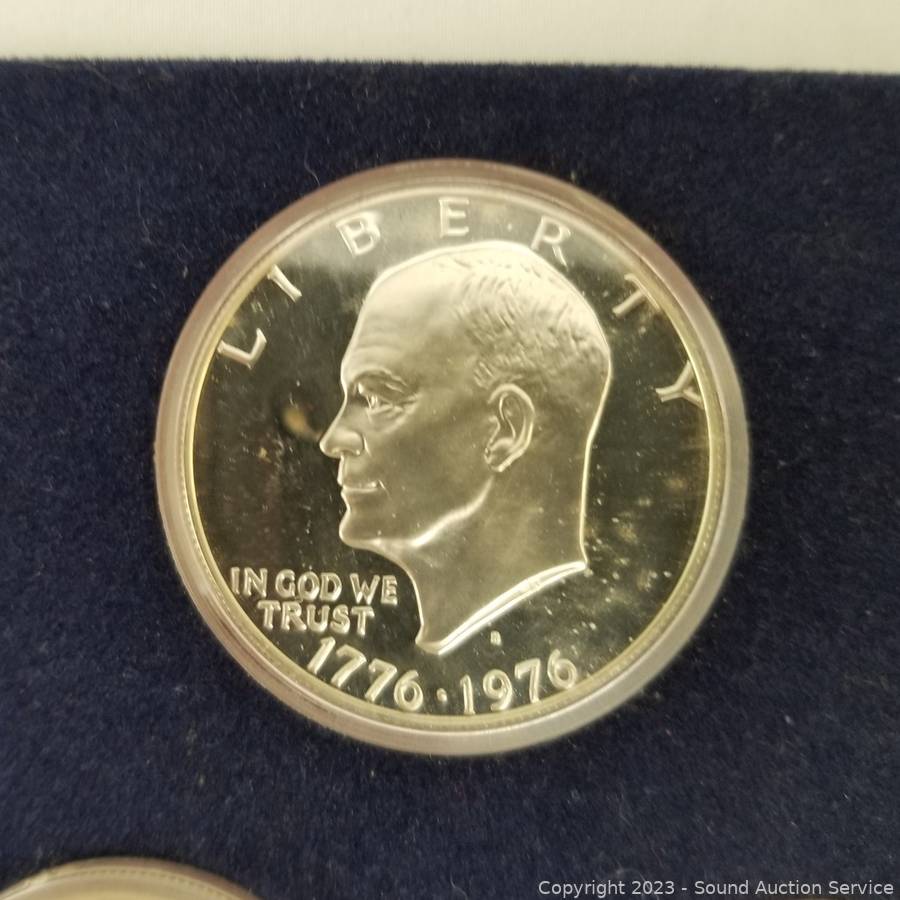 LIBERTY
IN GOD WE
TRUST
1776 · 1976
S
Copyright 2023 - Sound Auction Service